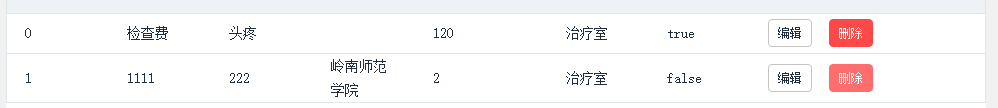 0 检查费 头疼 120 治疗室 true 编辑 删除
1 1111 222 岭南师范 2 治疗室 false 编辑 删除
学院